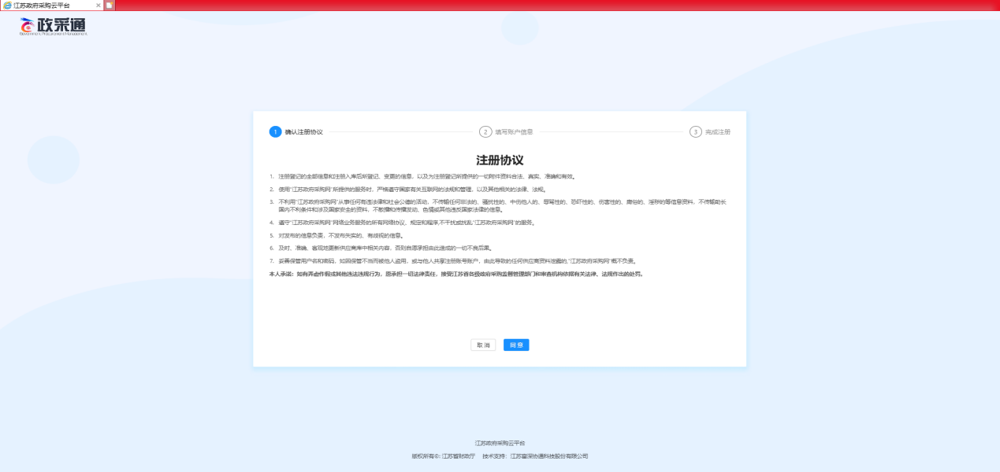 江苏政府采购云平台
政采通
Government Procurement Management
1 确认注册协议
2 填写账户信息
3 完成注册
注册协议
1. 注册登记的全部信息和注册入库后所登记、变更的信息，以及为注册登记所提供的一切附件资料合法、真实、准确和有效。
2. 使用"江苏政府采购网"所提供的服务时，严格遵守国家有关互联网的法规和管理，以及其他相关的法律、法规。
3. 不利用"江苏政府采购网"从事任何有违法律和社会公德的活动，不传输任何非法的、骚扰性的、中伤他人的、辱骂性的、恐吓性的、伤害性的、庸俗的、淫秽的等信息资料，不传输助长
国内不利条件和涉及国家安全的资料，不散播和传播发动、色情或其他违反国家法律的信息。
4. 遵守"江苏政府采购网"网络业务服务的所有网络协议、规定和程序,不干扰或扰乱"江苏政府采购网"的服务。
5. 对发布的信息负责，不发布失实的、有歧视的信息。
6. 及时、准确、客观地更新供应商库中相关内容，否则自愿承担由此造成的一切不良后果。
7. 妥善保管用户名和密码，如因保管不当而被他人盗用，或与他人共享注册账号账户，由此导致的任何供应商资料泄露的,"江苏政府采购网"概不负责。
本人承诺：如有弄虚作假或其他违法违规行为，愿承担一切法律责任，接受江苏省各级政府采购监督管理部门和审查机构依据有关法律、法规作出的处罚。
取 消
同 意
江苏政府采购云平台
版权所有©: 江苏省财政厅 技术支持：江苏富深协通科技股份有限公司